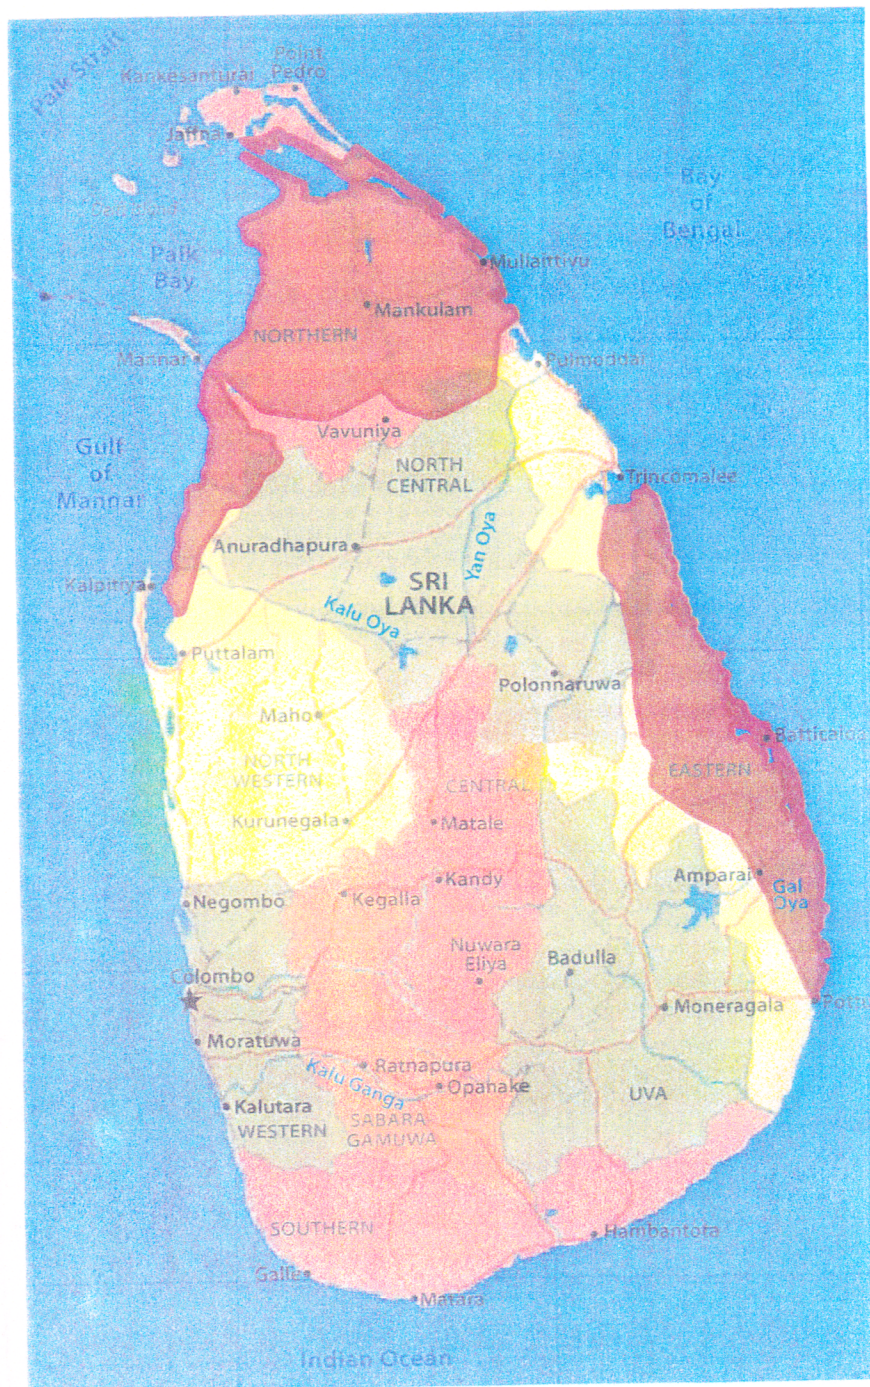 Palk Strait
Point
Pedro
Kankesanturai
Jaffna
Bay
of
Bengal
Palk
Bay
Mullaittivu
Mankulam
NORTHERN
Mannar
Pulmoddai
Vavuniya
Gulf
of
Mannar
NORTH
CENTRAL
Trincomalee
Anuradhapura
Yan Oya
SRI
LANKA
Kalpitiya
Kalu Oya
Puttalam
Polonnaruwa
Maho
Batticaloa
NORTH
WESTERN
EASTERN
CENTRAL
Kurunegala
Matale
Amparai
Gal
Oya
Kandy
Negombo
Kegalla
Nuwara
Eliya
Badulla
Colombo
Moneragala
Moratuwa
Ratnapura
Kalu Ganga
Opanake
Kalutara
UVA
WESTERN
SABARA
GAMUWA
SOUTHERN
Hambantota
Galle
Matara
Indian Ocean